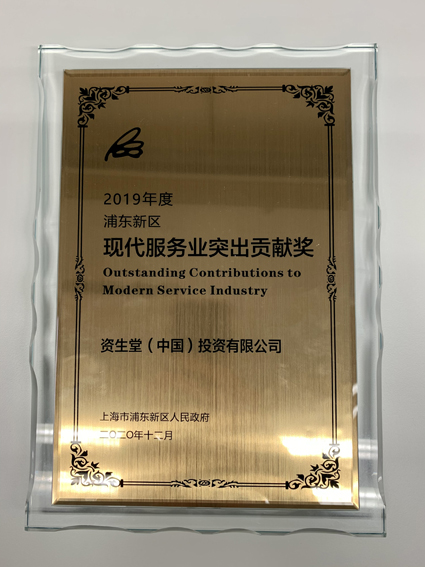 2019年度
浦东新区
现代服务业突出贡献奖
Outstanding Contributions to
Modern Service Industry
资生堂（中国）投资有限公司
上海市浦东新区人民政府
二〇二〇年十二月